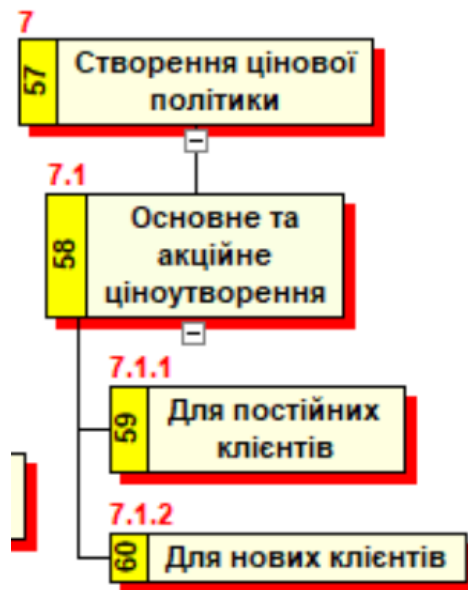 7
57
Створення цінової
політики
7.1
58
Основне та
акційне
ціноутворення
7.1.1
59
Для постійних
клієнтів
7.1.2
60
Для нових клієнтів